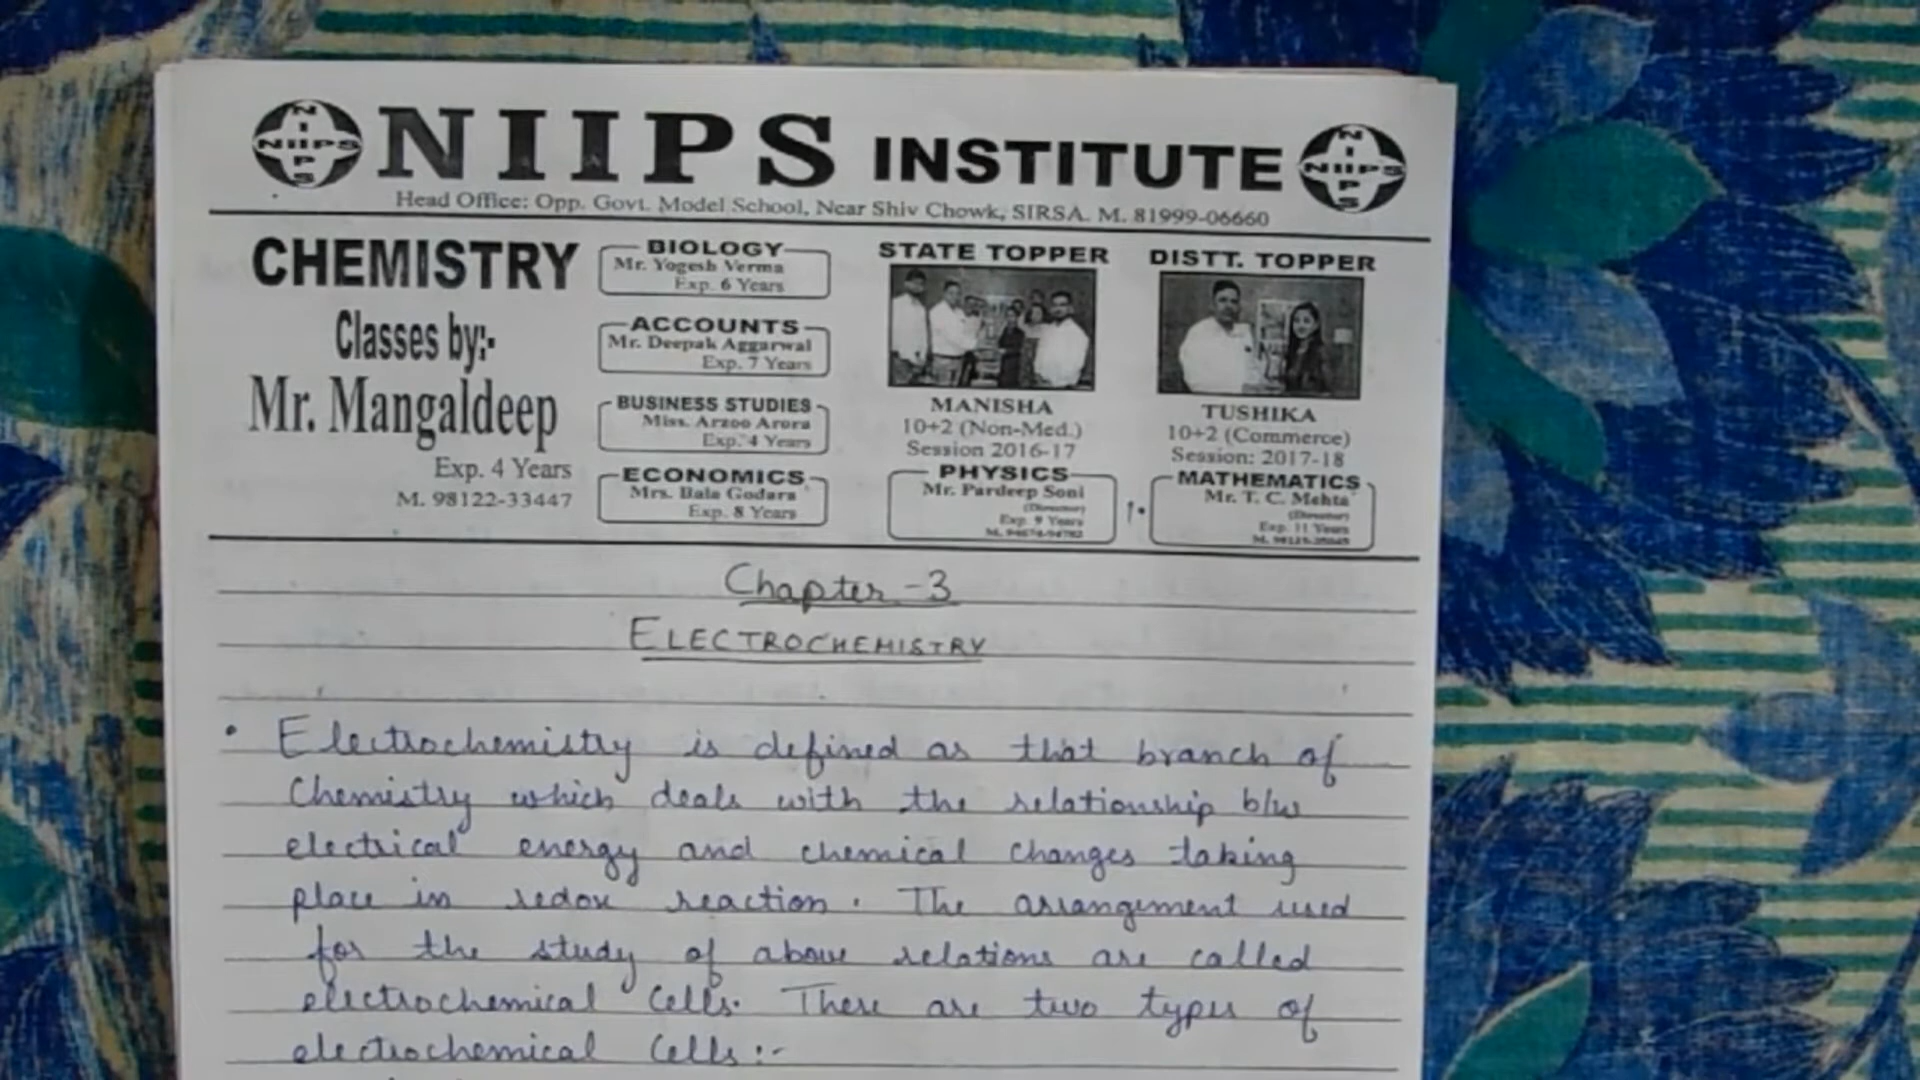 NIIPS INSTITUTE
Head Office: Opp. Govt. Model School, Near Shiv Chowk, SIRSA. M. 81999-06660
CHEMISTRY
Classes by:-
Mr. Mangaldeep
Exp. 4 Years
M. 98122-33447
BIOLOGY
Mr. Yogesh Verma
Exp. 6 Years
ACCOUNTS
Mr. Deepak Aggarwal
Exp. 7 Years
BUSINESS STUDIES
Miss. Arzoo Arora
Exp. 4 Years
ECONOMICS
Mrs. Bala Godara
Exp. 8 Years
STATE TOPPER
MANISHA
10+2 (Non-Med.)
Session 2016-17
PHYSICS
Mr. Pardeep Soni
(Director)
Exp. 9 Years
DISTT. TOPPER
TUSHIKA
10+2 (Commerce)
Session: 2017-18
MATHEMATICS
Mr. T. C. Mehta
(Director)
Exp. 11 Years
Chapter -3
ELECTROCHEMISTRY
• Electrochemistry is defined as that branch of
Chemistry which deals with the relationship b/w
electrical energy and chemical changes taking
place in redox reaction. The arrangement used
for the study of above relations are called
electrochemical Cells. There are two types of
electrochemical Cells:-